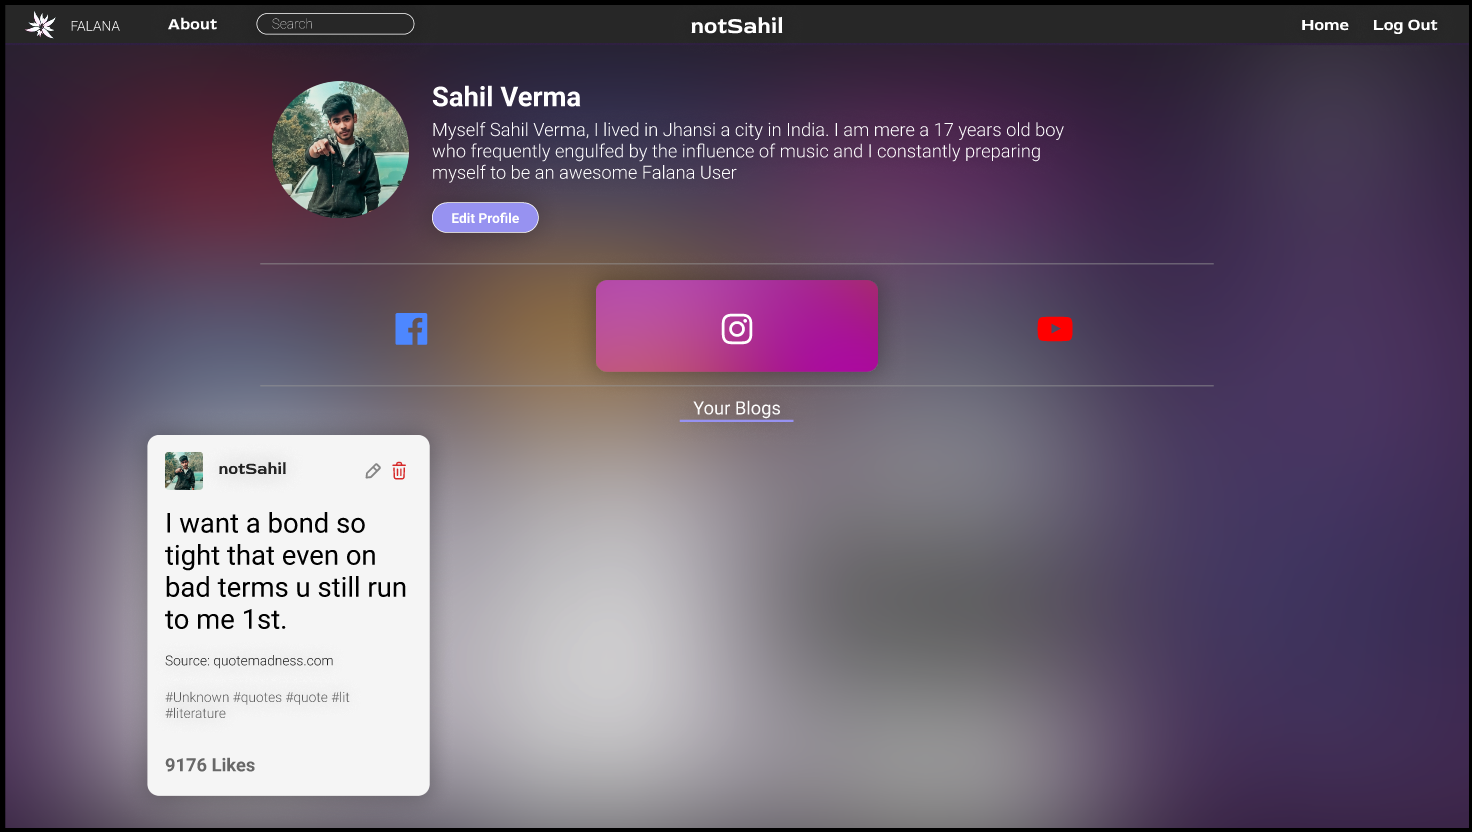 FALANA
About
Search
notSahil
Home
Log Out
Sahil Verma
Myself Sahil Verma, I lived in Jhansi a city in India. I am mere a 17 years old boy
who frequently engulfed by the influence of music and I constantly preparing
myself to be an awesome Falana User
Edit Profile
Your Blogs
notSahil
I want a bond so
tight that even on
bad terms u still run
to me 1st.
Source: quotemadness.com
#Unknown #quotes #quote #lit
#literature
9176 Likes